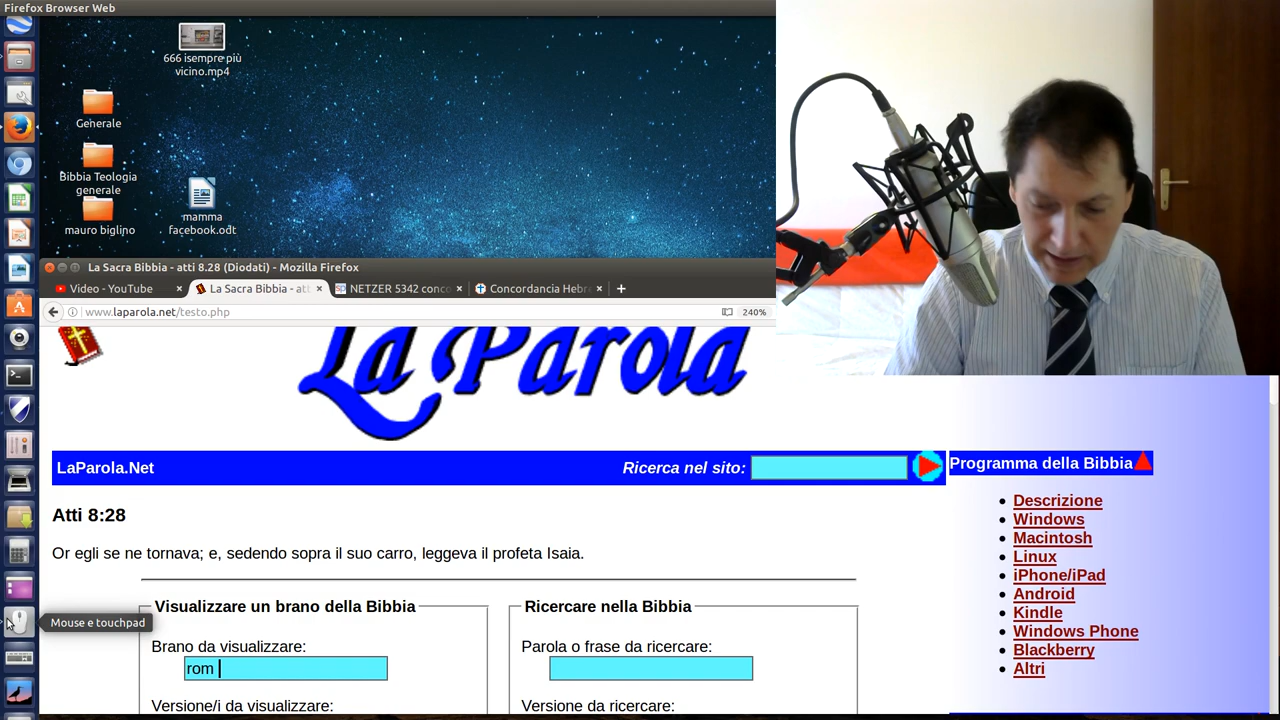 Firefox Browser Web
666 isempre più
vicino.mp4
Generale
Bibbia Teologia
generale
mauro biglino
mamma
facebook.odt
La Sacra Bibbia - atti 8.28 (Diodati) - Mozilla Firefox
Video - YouTube
La Sacra Bibbia - at
NETZER 5342 conc
Concordancia Hebre
www.laparola.net/testo.php
240%
La Parola
LaParola.Net
Ricerca nel sito:
Programma della Bibbia
Atti 8:28
Or egli se ne tornava; e, sedendo sopra il suo carro, leggeva il profeta Isaia.
Descrizione
Windows
Macintosh
Linux
iPhone/iPad
Android
Kindle
Windows Phone
Blackberry
Altri
Visualizzare un brano della Bibbia
Ricercare nella Bibbia
Mouse e touchpad
Brano da visualizzare:
Parola o frase da ricercare:
rom
Versione/i da visualizzare:
Versione da ricercare: